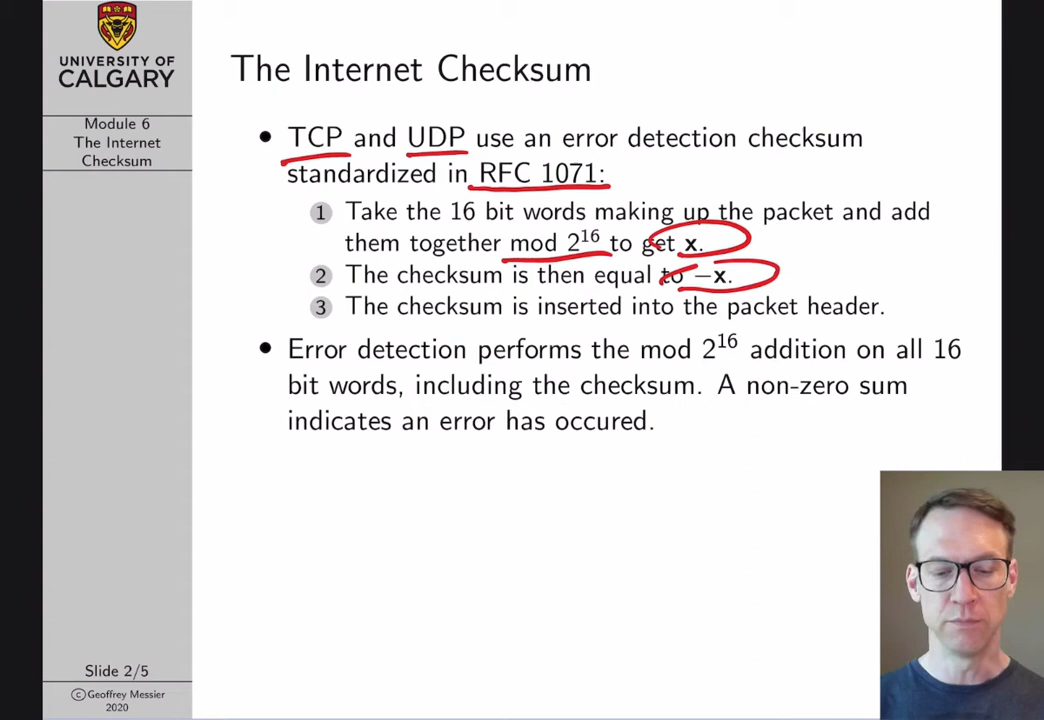 UNIVERSITY OF
CALGARY
Module 6
The Internet
Checksum
The Internet Checksum
• TCP and UDP use an error detection checksum
standardized in RFC 1071:
1 Take the 16 bit words making up the packet and add
them together mod 2^16 to get x.
2 The checksum is then equal to −x.
3 The checksum is inserted into the packet header.
• Error detection performs the mod 2^16 addition on all 16
bit words, including the checksum. A non-zero sum
indicates an error has occured.
Slide 2/5
©Geoffrey Messier
2020